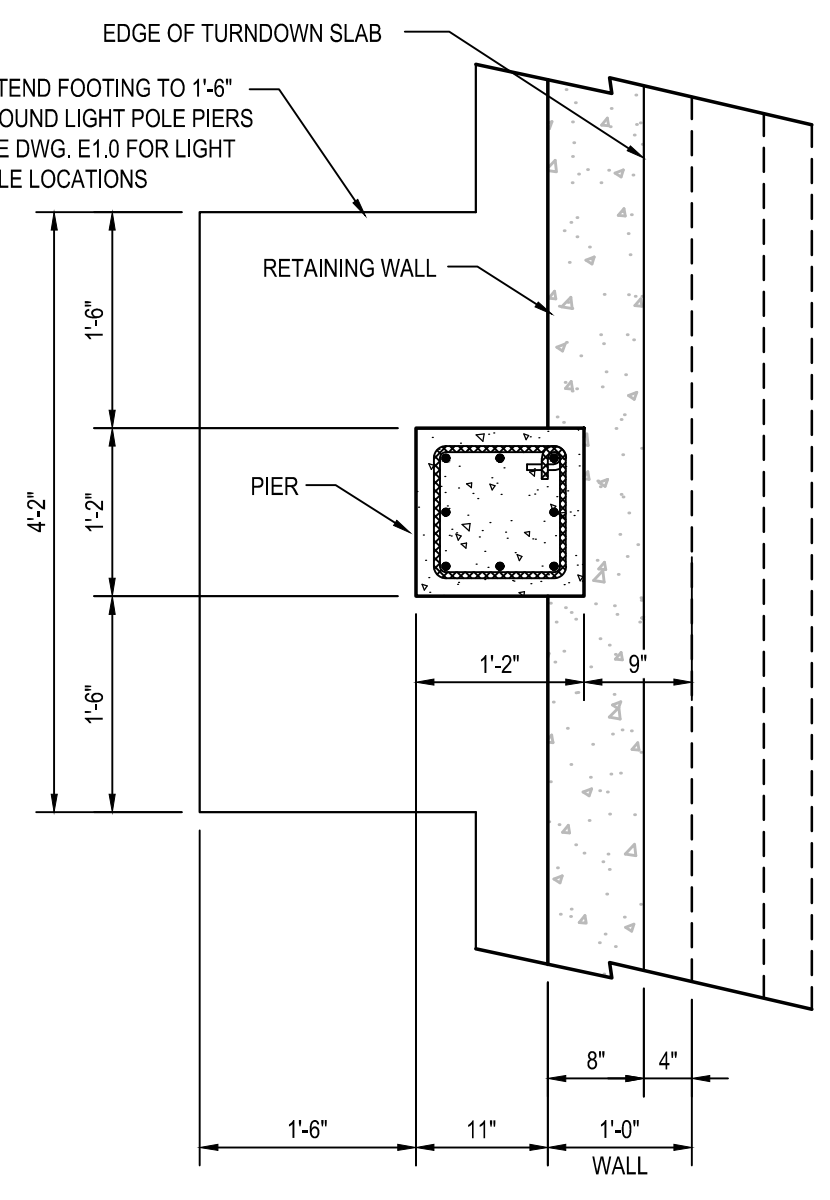 EDGE OF TURNDOWN SLAB
TEND FOOTING TO 1'-6"
OUND LIGHT POLE PIERS
E DWG. E1.0 FOR LIGHT
LE LOCATIONS
RETAINING WALL
1'-6"
PIER
4'-2"
1'-2"
1'-2"
9"
1'-6"
8"
4"
1'-6"
11"
1'-0"
WALL